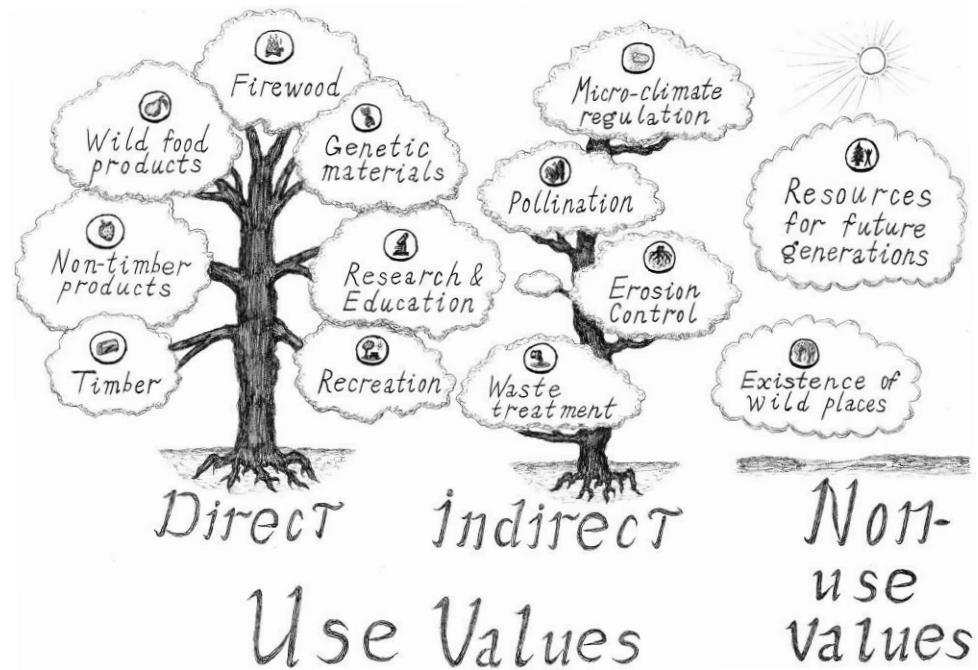 Firewood
Wild food
products
Genetic
materials
Non-timber
products
Research &
Education
Timber
Recreation
Micro-climate
regulation
Pollination
Erosion
Control
Waste
treatment
Resources
for future
generations
Existence of
wild places
Direct
indirect
Use Values
Non-
use
values